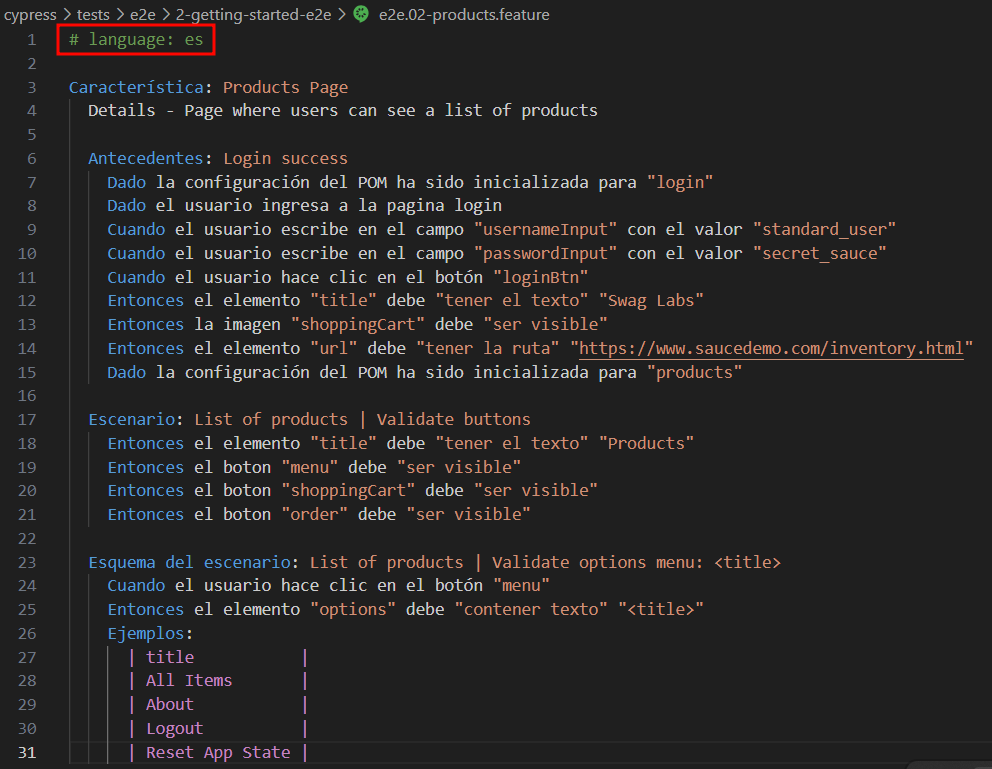 cypress > tests > e2e > 2-getting-started-e2e > e2e.02-products.feature
1 # language: es
2
3 Característica: Products Page
4 Details - Page where users can see a list of products
5
6 Antecedentes: Login success
7 Dado la configuración del POM ha sido inicializada para "login"
8 Dado el usuario ingresa a la pagina login
9 Cuando el usuario escribe en el campo "usernameInput" con el valor "standard_user"
10 Cuando el usuario escribe en el campo "passwordInput" con el valor "secret_sauce"
11 Cuando el usuario hace clic en el botón "loginBtn"
12 Entonces el elemento "title" debe "tener el texto" "Swag Labs"
13 Entonces la imagen "shoppingCart" debe "ser visible"
14 Entonces el elemento "url" debe "tener la ruta" "https://www.saucedemo.com/inventory.html"
15 Dado la configuración del POM ha sido inicializada para "products"
16
17 Escenario: List of products | Validate buttons
18 Entonces el elemento "title" debe "tener el texto" "Products"
19 Entonces el boton "menu" debe "ser visible"
20 Entonces el boton "shoppingCart" debe "ser visible"
21 Entonces el boton "order" debe "ser visible"
22
23 Esquema del escenario: List of products | Validate options menu: <title>
24 Cuando el usuario hace clic en el botón "menu"
25 Entonces el elemento "options" debe "contener texto" "<title>"
26 Ejemplos:
27 | title |
28 | All Items |
29 | About |
30 | Logout |
31 | Reset App State |